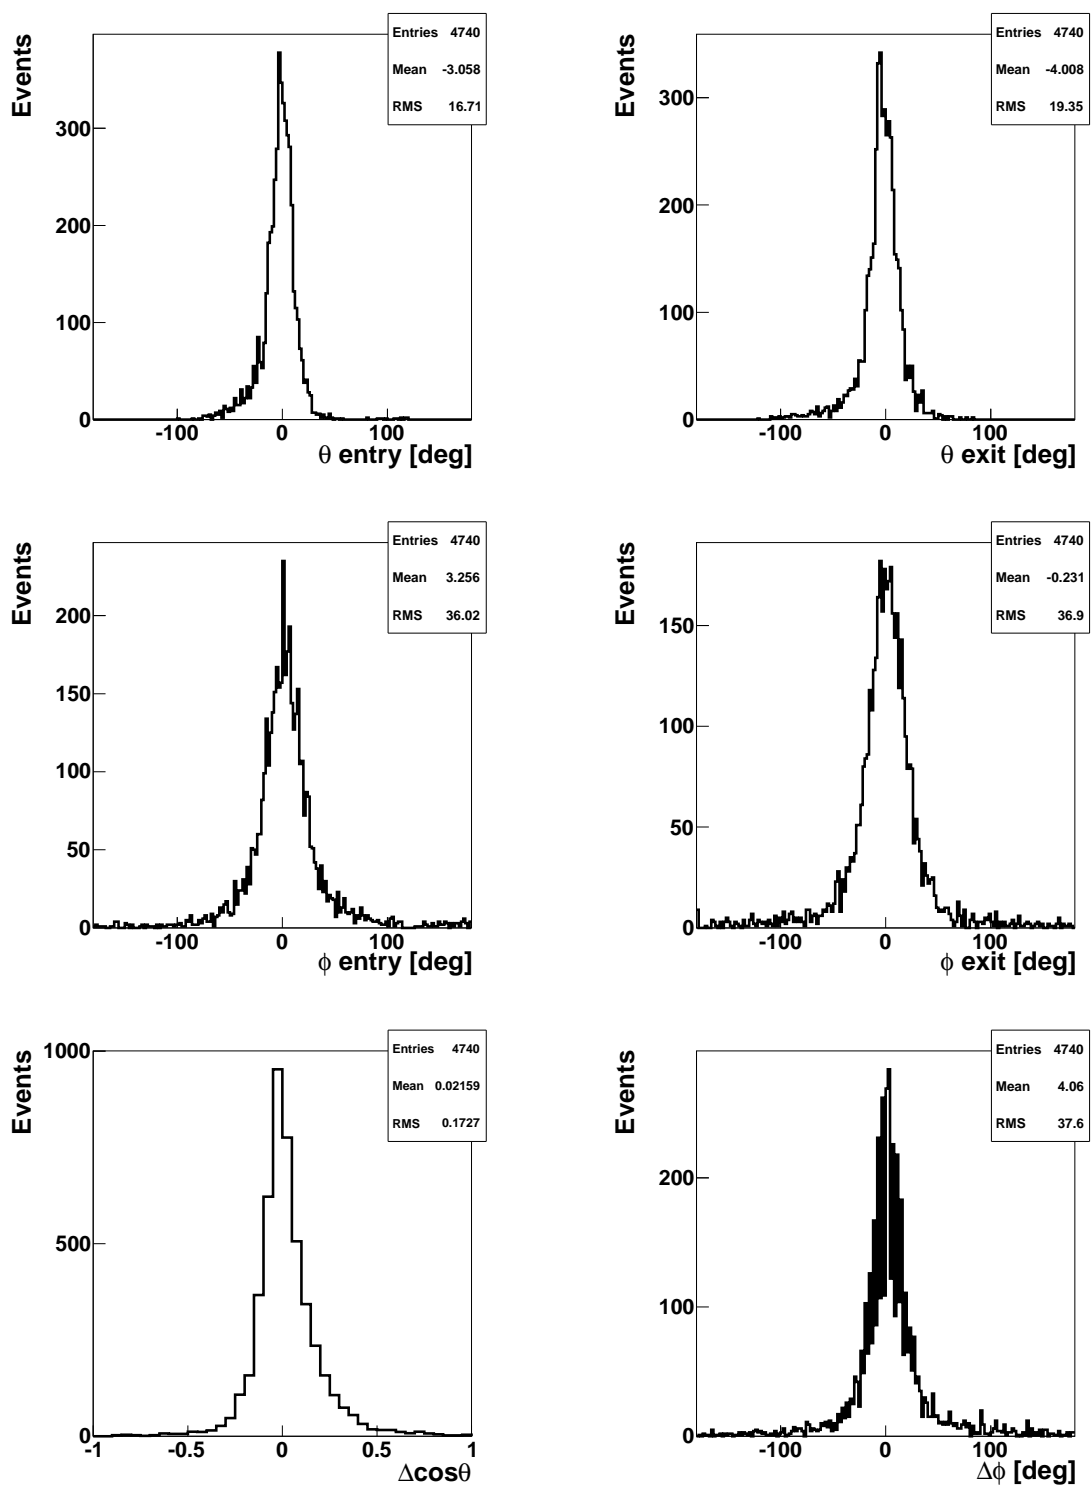 Events
Entries 4740
Mean -3.058
RMS 16.71
300
200
100
0
-100 0 100
θ entry [deg]
Events
Entries 4740
Mean -4.008
RMS 19.35
300
200
100
0
-100 0 100
θ exit [deg]
Events
Entries 4740
Mean 3.256
RMS 36.02
200
150
100
50
0
-100 0 100
ϕ entry [deg]
Events
Entries 4740
Mean -0.231
RMS 36.9
150
100
50
0
-100 0 100
ϕ exit [deg]
Events
Entries 4740
Mean 0.02159
RMS 0.1727
1000
500
0
-1 -0.5 0 0.5 1
Δcosθ
Events
Entries 4740
Mean 4.06
RMS 37.6
200
100
0
-100 0 100
Δϕ [deg]